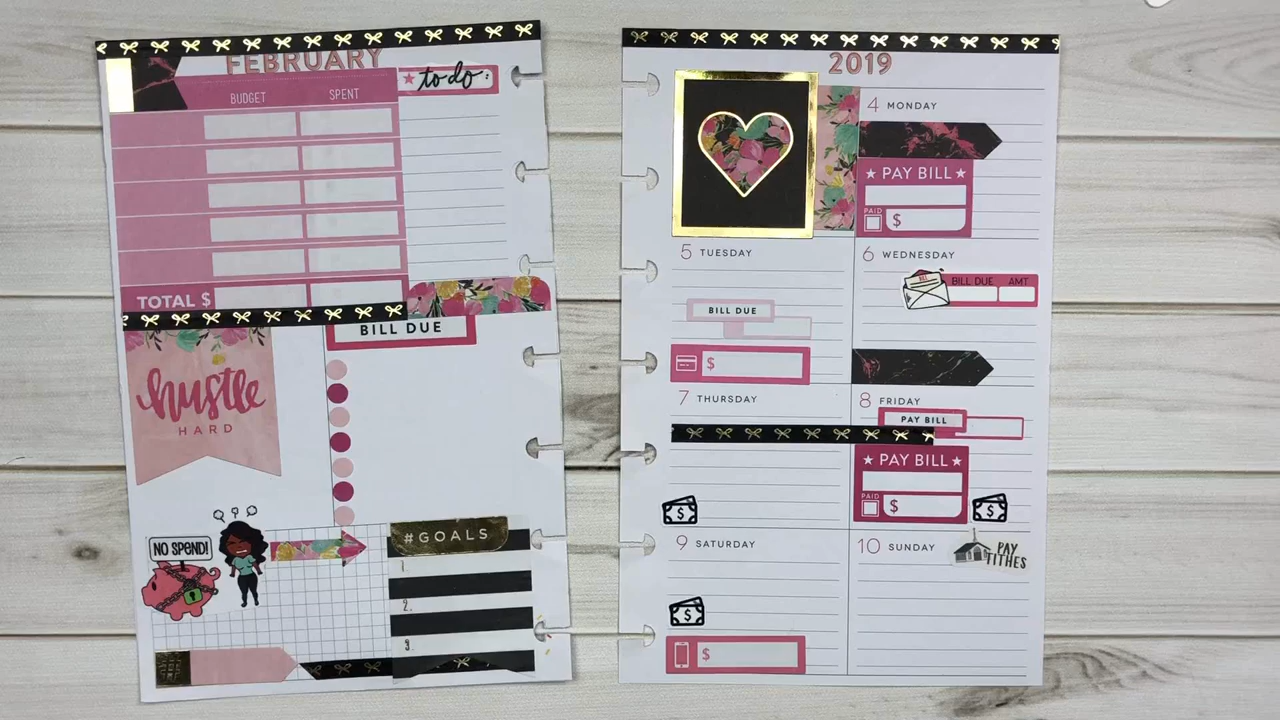 FEBRUARY
to do:
BUDGET SPENT
TOTAL $
BILL DUE
hustle
HARD
NO SPEND!
#GOALS
1.
2.
3.
2019
4 MONDAY
PAY BILL
PAID $
5 TUESDAY
BILL DUE
$
6 WEDNESDAY
BILL DUE AMT
7 THURSDAY
$
8 FRIDAY
PAY BILL
PAY BILL
PAID $
$
9 SATURDAY
$
$
10 SUNDAY
PAY
TITHES